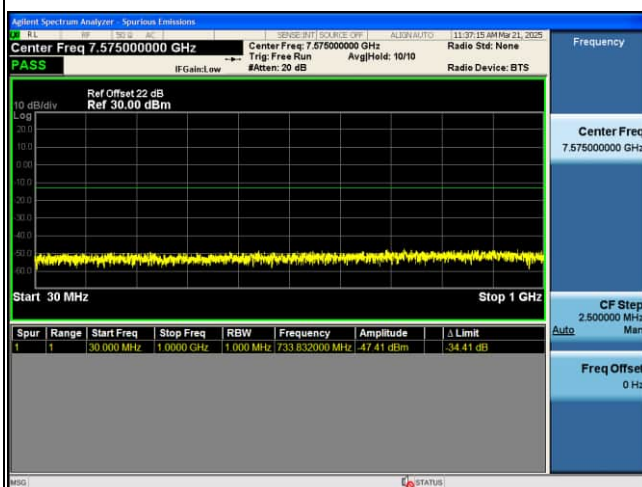 Agilent Spectrum Analyzer - Spurious Emissions
RL RF 50 Ω AC SENSE:INT SOURCE OFF ALIGN AUTO 11:37:15 AM Mar 21, 2025
Center Freq 7.575000000 GHz
Center Freq: 7.575000000 GHz
Radio Std: None
PASS
IFGain:Low
Trig: Free Run Avg|Hold: 10/10
#Atten: 20 dB
Radio Device: BTS
Frequency
Ref Offset 22 dB
10 dB/div Ref 30.00 dBm
Log
20.0
10.0
0.00
-10.0
-20.0
-30.0
-40.0
-50.0
-60.0
Start 30 MHz Stop 1 GHz
Center Freq
7.575000000 GHz
CF Step
2.500000 MHz
Auto Man
Freq Offset
0 Hz
Spur Range Start Freq Stop Freq RBW Frequency Amplitude Δ Limit
1 1 30.000 MHz 1.0000 GHz 1.000 MHz 733.832000 MHz -47.41 dBm -34.41 dB
MSG STATUS